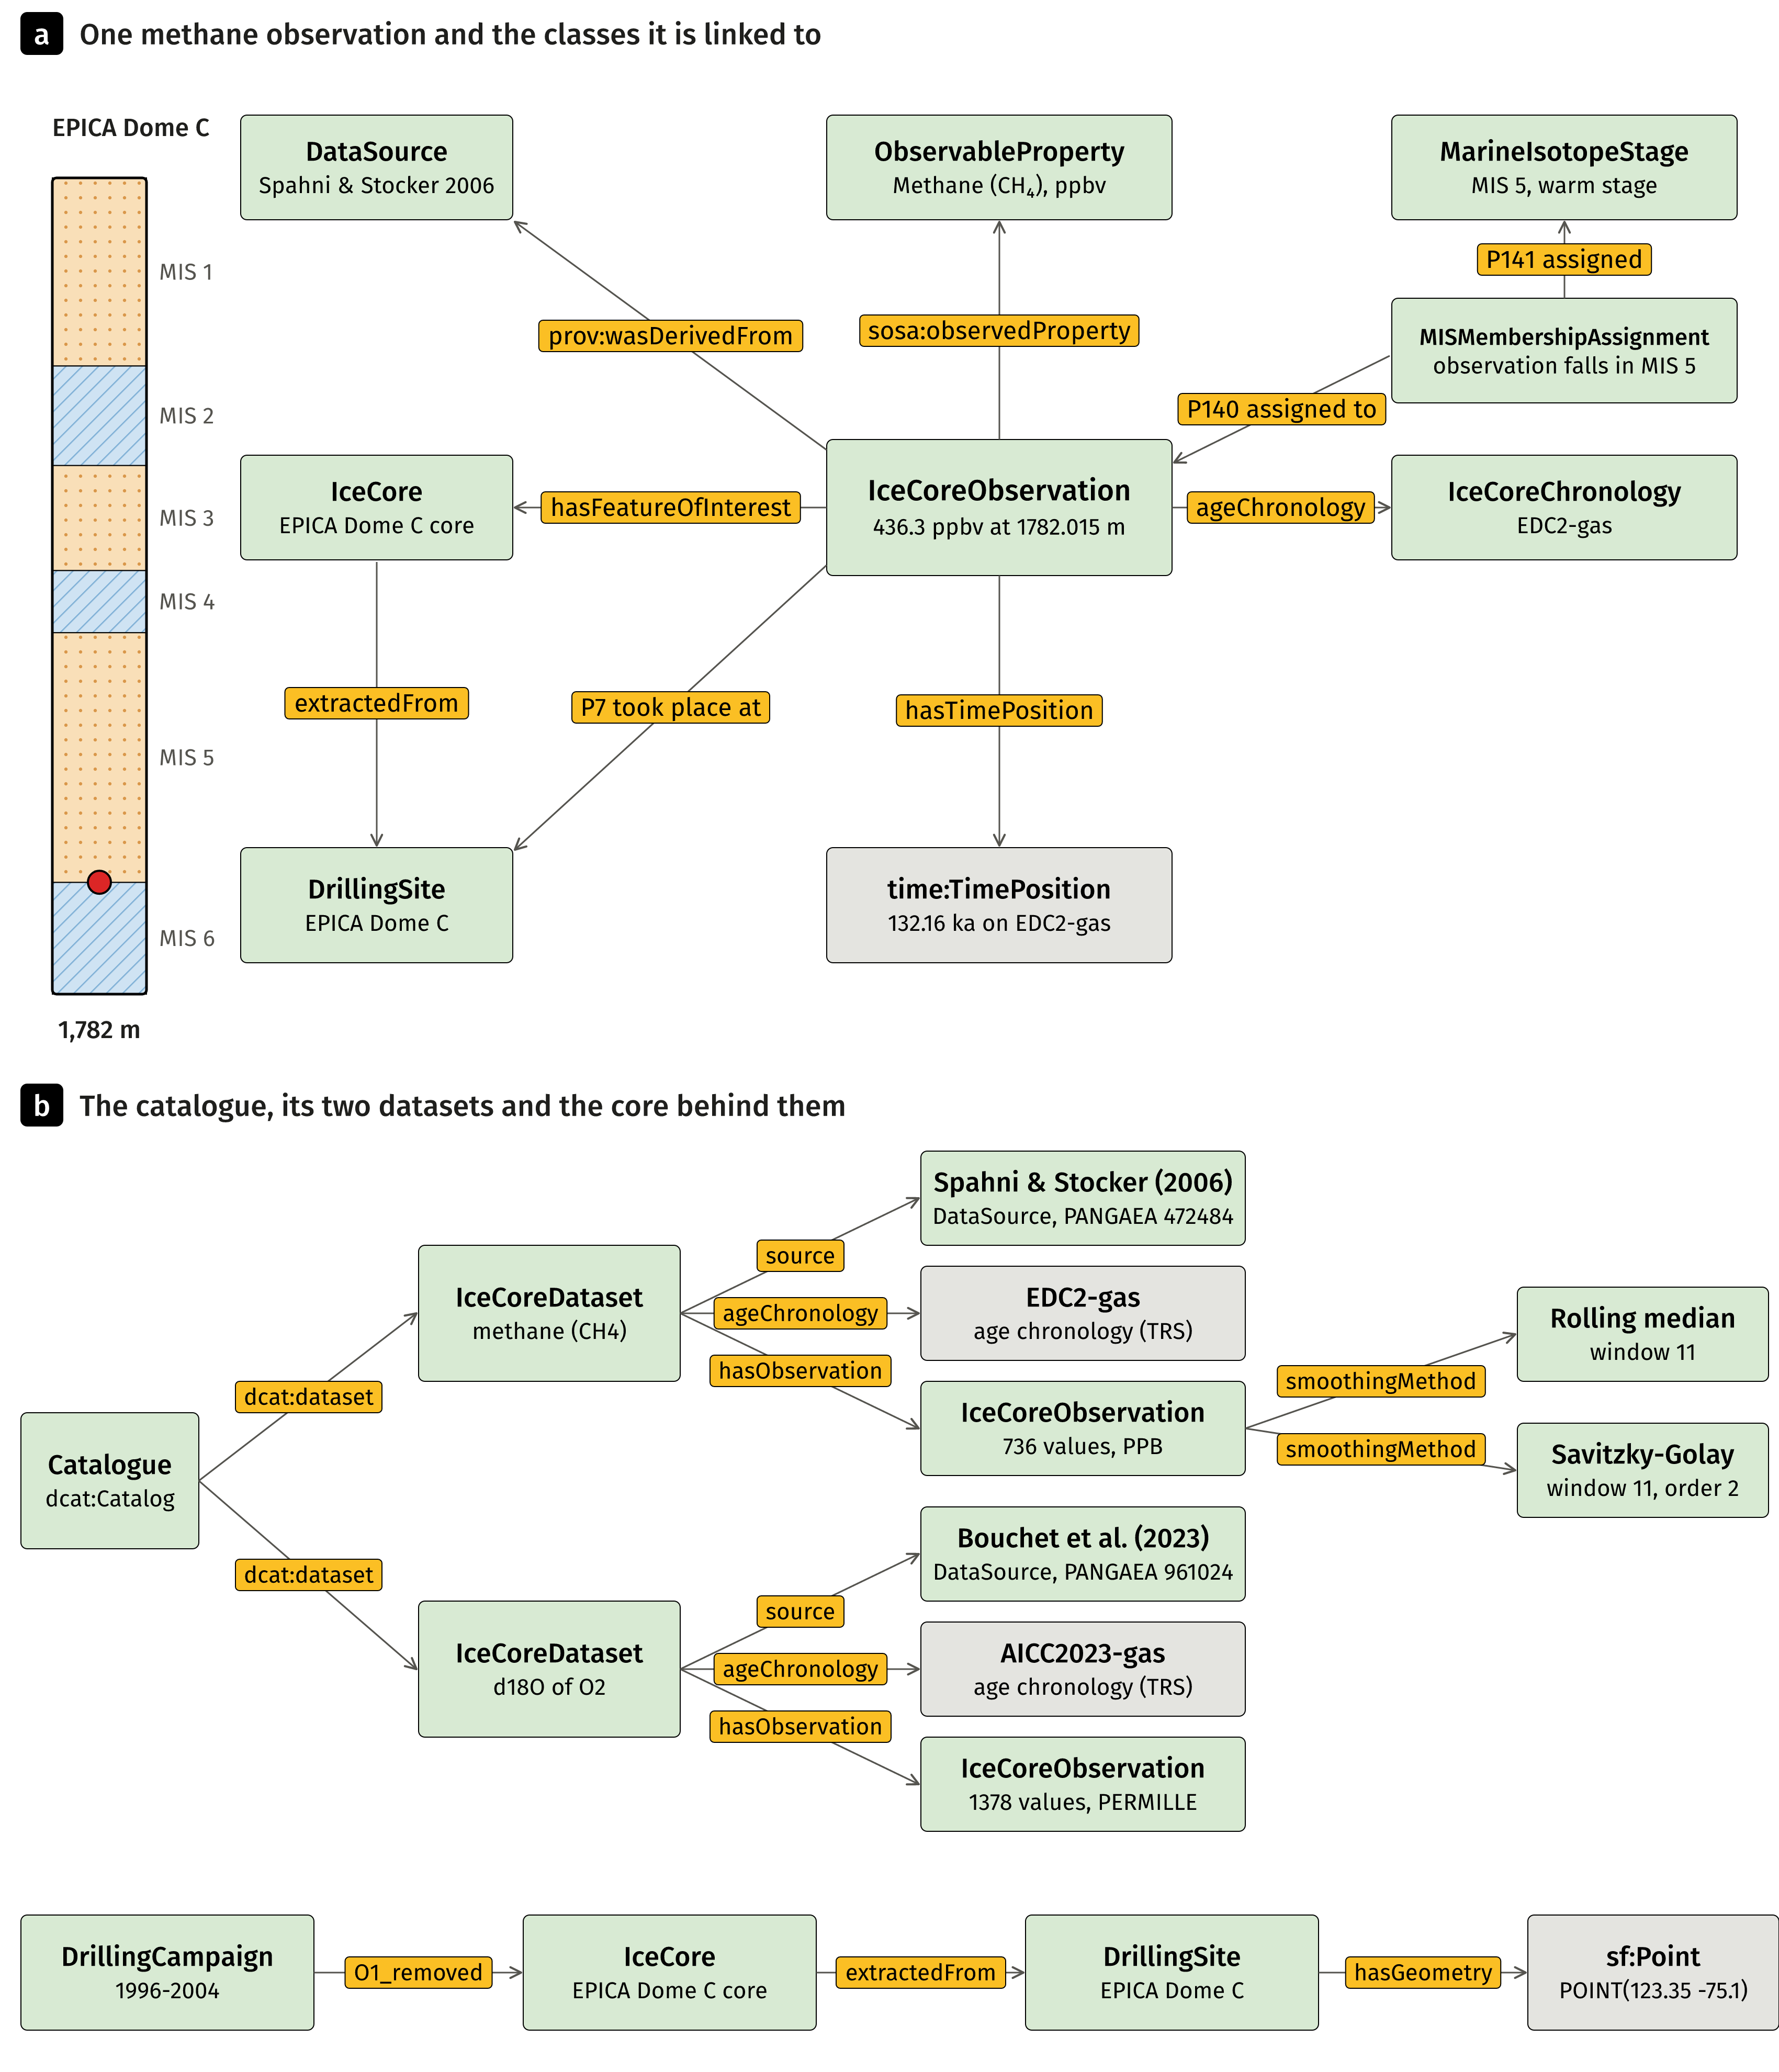 a One methane observation and the classes it is linked to
EPICA Dome C
MIS 1
MIS 2
MIS 3
MIS 4
MIS 5
MIS 6
1,782 m
DataSource
Spahni & Stocker 2006
ObservableProperty
Methane (CH₄), ppbv
MarineIsotopeStage
MIS 5, warm stage
P141 assigned
prov:wasDerivedFrom
sosa:observedProperty
MISMembershipAssignment
observation falls in MIS 5
P140 assigned to
IceCore
EPICA Dome C core
hasFeatureOfInterest
IceCoreObservation
436.3 ppbv at 1782.015 m
ageChronology
IceCoreChronology
EDC2-gas
extractedFrom
P7 took place at
hasTimePosition
DrillingSite
EPICA Dome C
time:TimePosition
132.16 ka on EDC2-gas
b The catalogue, its two datasets and the core behind them
Catalogue
dcat:Catalog
dcat:dataset
dcat:dataset
IceCoreDataset
methane (CH4)
source
ageChronology
hasObservation
Spahni & Stocker (2006)
DataSource, PANGAEA 472484
EDC2-gas
age chronology (TRS)
IceCoreObservation
736 values, PPB
smoothingMethod
smoothingMethod
Rolling median
window 11
Savitzky-Golay
window 11, order 2
IceCoreDataset
d18O of O2
source
ageChronology
hasObservation
Bouchet et al. (2023)
DataSource, PANGAEA 961024
AICC2023-gas
age chronology (TRS)
IceCoreObservation
1378 values, PERMILLE
DrillingCampaign
1996-2004
O1_removed
IceCore
EPICA Dome C core
extractedFrom
DrillingSite
EPICA Dome C
hasGeometry
sf:Point
POINT(123.35 -75.1)